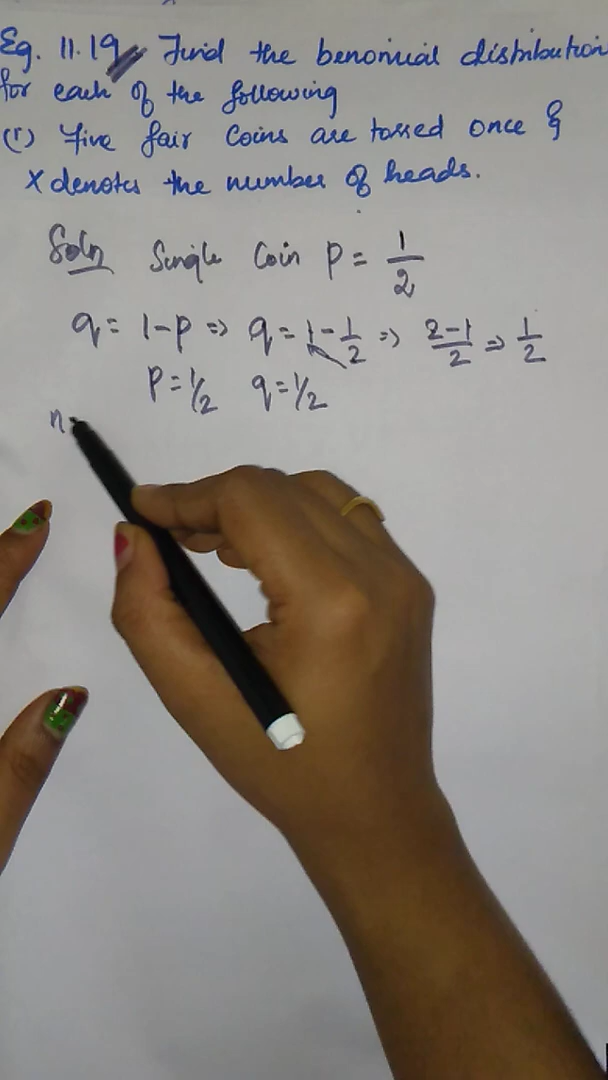 Eg. 11.19 Find the benomial distribution
for each of the following
(i) Five fair coins are tossed once &
X denotes the number of heads.
Soln Single Coin P = 1/2
q = 1-P => q = 1-1/2 => 2-1/2 => 1/2
P = 1/2 q = 1/2
n